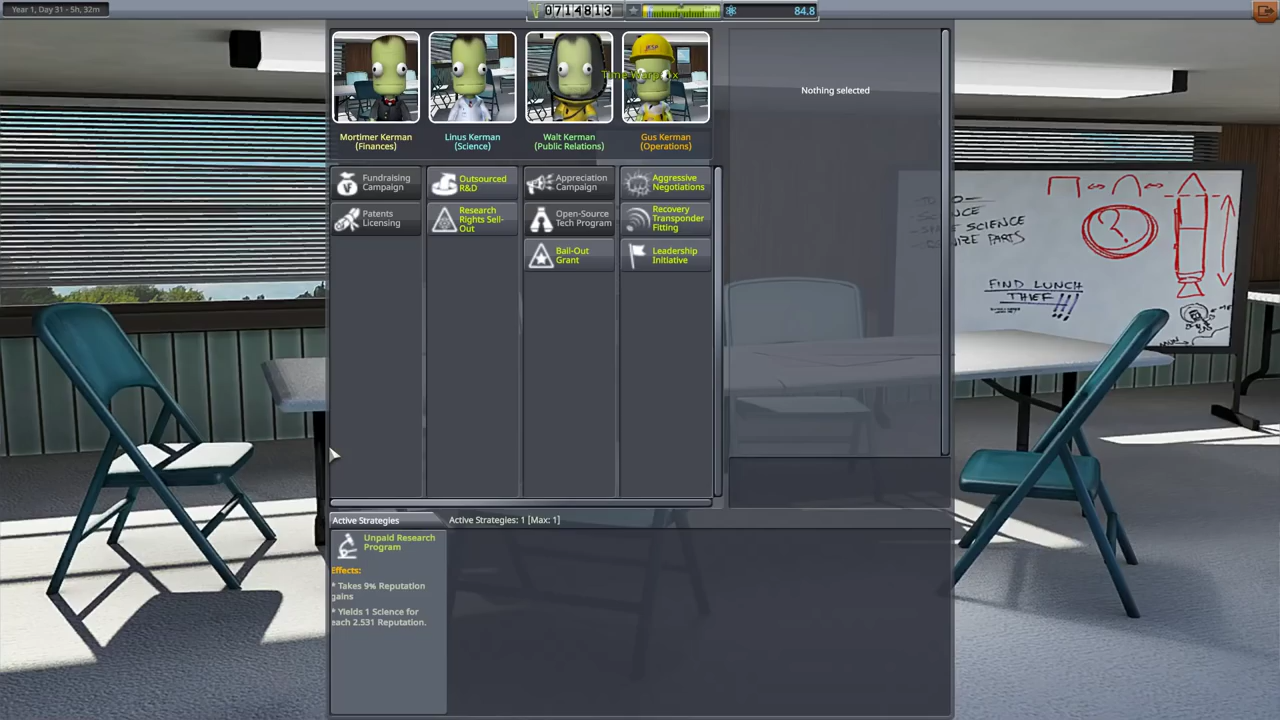 Year 1, Day 31 - 5h, 32m
0714813
84.8
Time Warp
Mortimer Kerman
(Finances)
Linus Kerman
(Science)
Walt Kerman
(Public Relations)
Gus Kerman
(Operations)
Fundraising
Campaign
Patents
Licensing
Outsourced
R&D
Research
Rights Sell-
Out
Appreciation
Campaign
Open-Source
Tech Program
Bail-Out
Grant
Aggressive
Negotiations
Recovery
Transponder
Fitting
Leadership
Initiative
Nothing selected
SCIENCE
PARTS
?
FIND LUNCH
THIEF!!!
Active Strategies
Active Strategies: 1 [Max: 1]
Unpaid Research
Program
Effects:
* Takes 9% Reputation
gains
* Yields 1 Science for
each 2.531 Reputation.